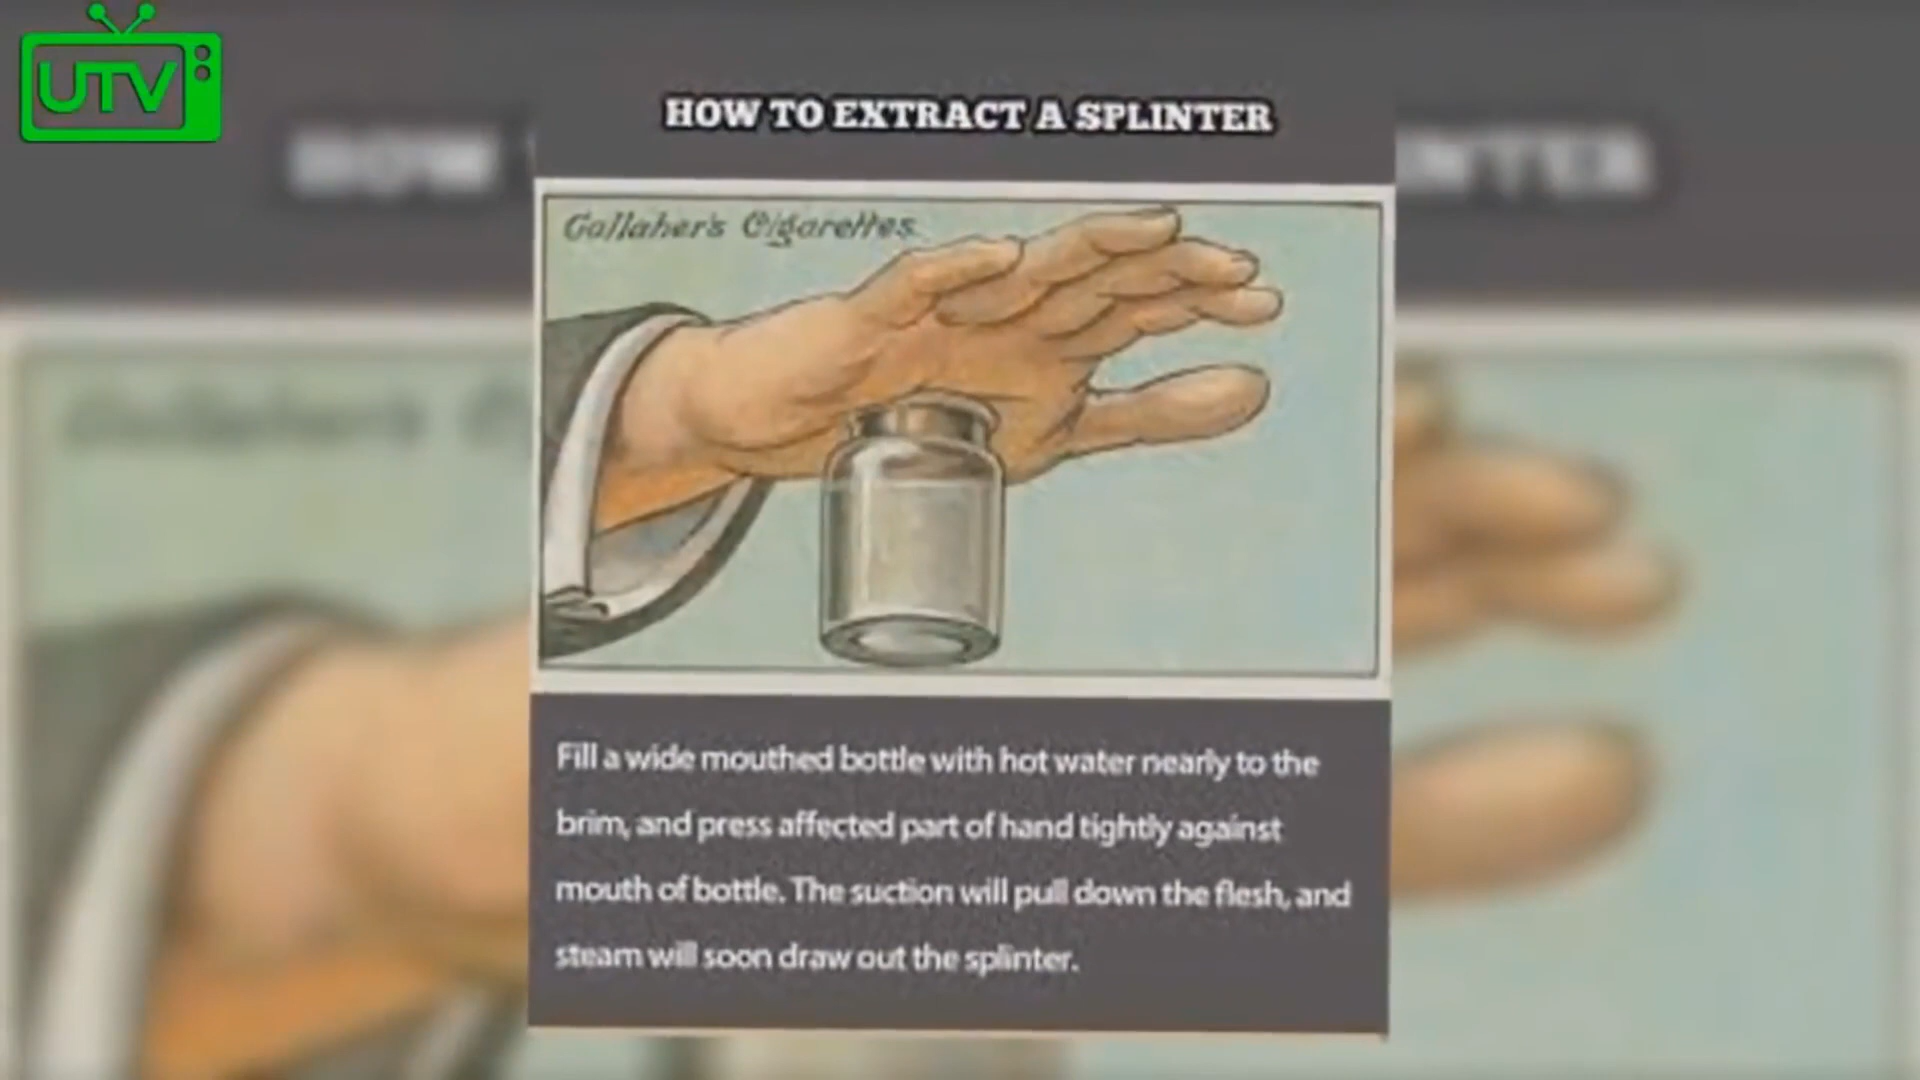 UTV
HOW TO EXTRACT A SPLINTER
Gallaher's Cigarettes
Fill a wide mouthed bottle with hot water nearly to the
brim, and press affected part of hand tightly against
mouth of bottle. The suction will pull down the flesh, and
steam will soon draw out the splinter.